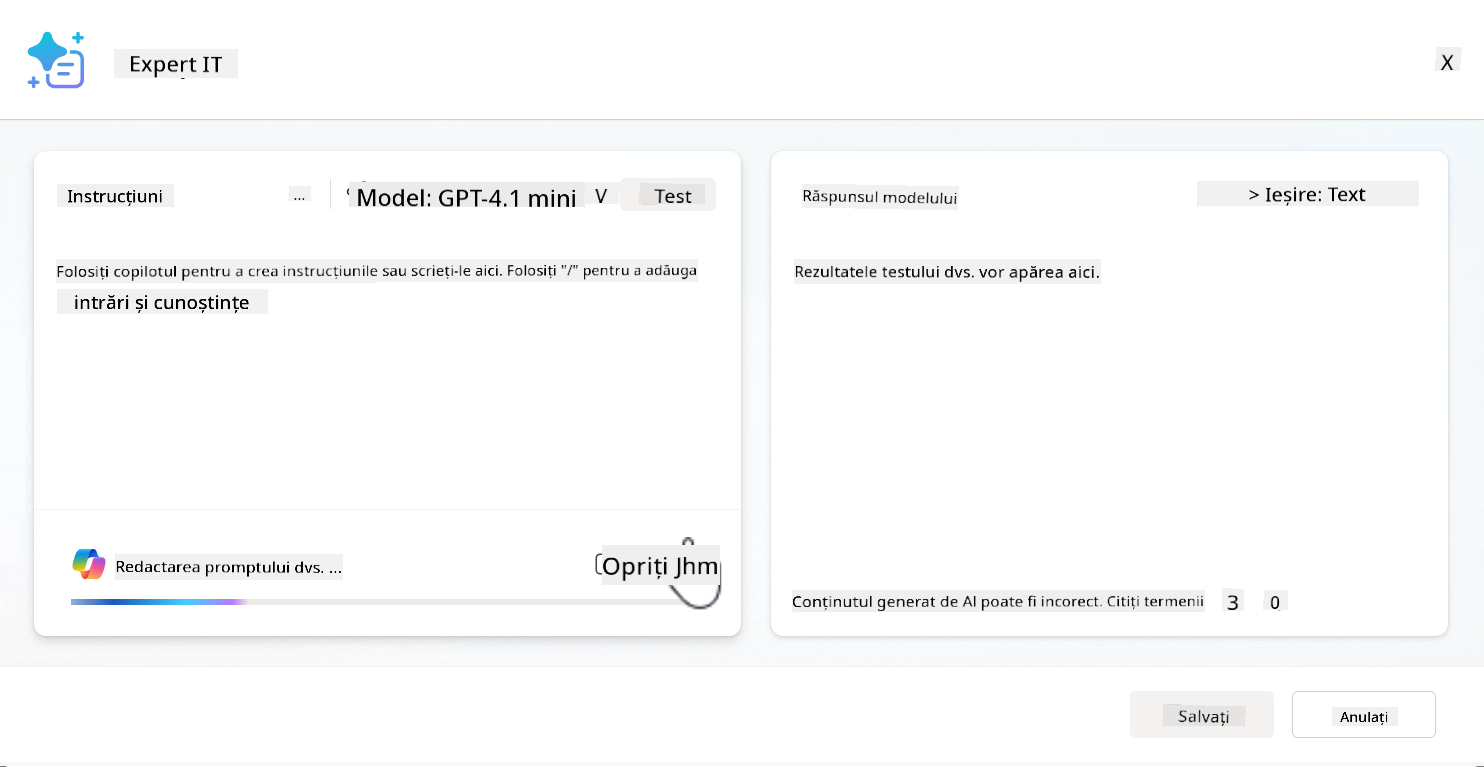 Expert IT
X
Instrucțiuni
...
Model: GPT-4.1 mini V
Test
Folosiți copilotul pentru a crea instrucțiunile sau scrieți-le aici. Folosiți "/" pentru a adăuga
intrări și cunoștințe
Redactarea promptului dvs. ...
Opriți Jhm
Răspunsul modelului
> Ieșire: Text
Rezultatele testului dvs. vor apărea aici.
Conținutul generat de AI poate fi incorect. Citiți termenii 3 0
Salvați
Anulați